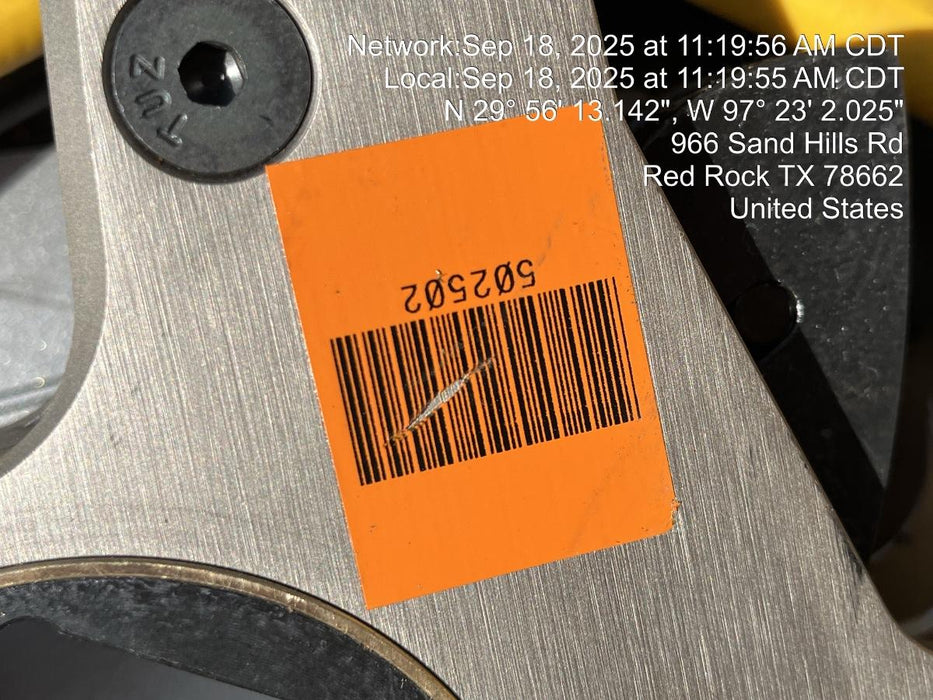 Network:Sep 18, 2025 at 11:19:56 AM CDT
Local:Sep 18, 2025 at 11:19:55 AM CDT
N 29° 56' 13.142", W 97° 23' 2.025"
966 Sand Hills Rd
Red Rock TX 78662
United States
TUN
502502